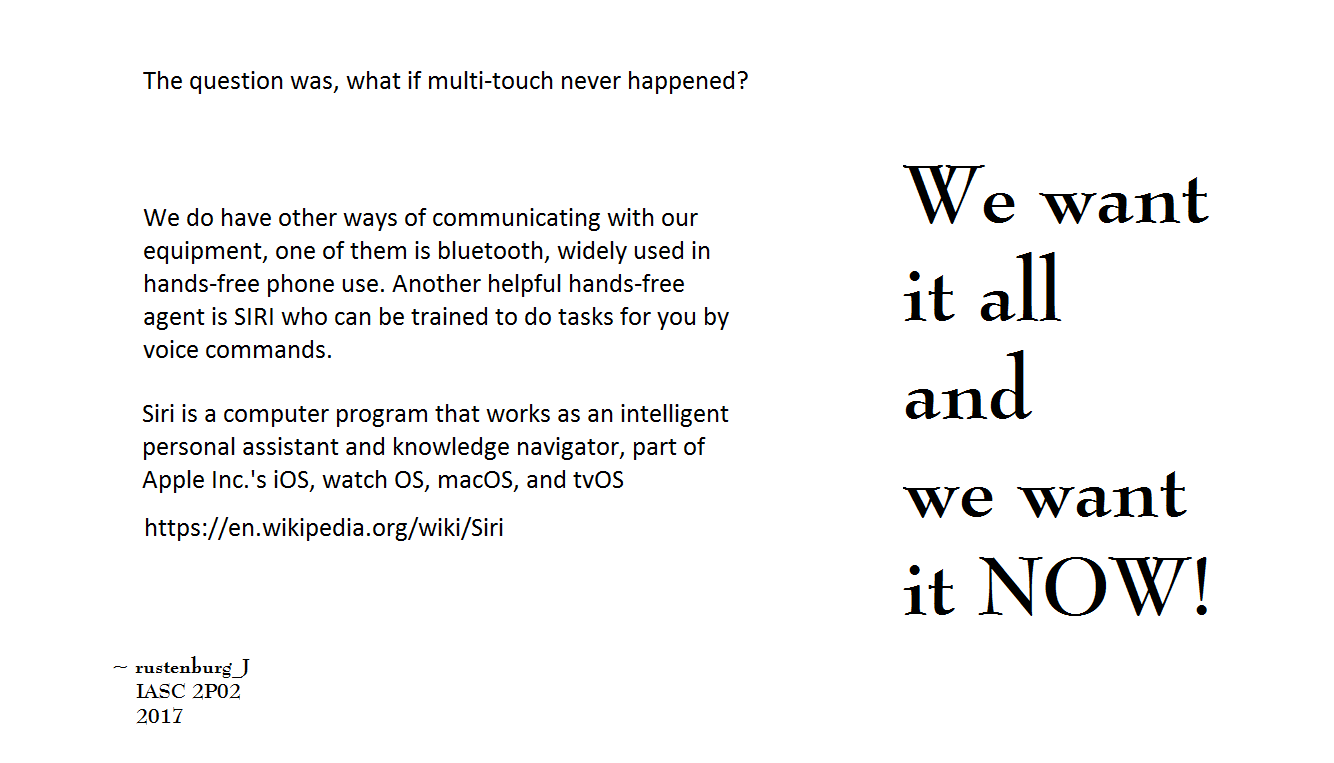 The question was, what if multi-touch never happened?
We do have other ways of communicating with our
equipment, one of them is bluetooth, widely used in
hands-free phone use. Another helpful hands-free
agent is SIRI who can be trained to do tasks for you by
voice commands.
Siri is a computer program that works as an intelligent
personal assistant and knowledge navigator, part of
Apple Inc.'s iOS, watch OS, macOS, and tvOS
https://en.wikipedia.org/wiki/Siri
We want
it all
and
we want
it NOW!
~ rustenburg_J
IASC 2P02
2017